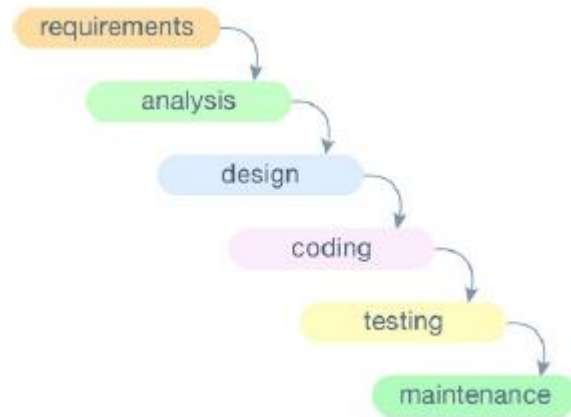 requirements
analysis
design
coding
testing
maintenance